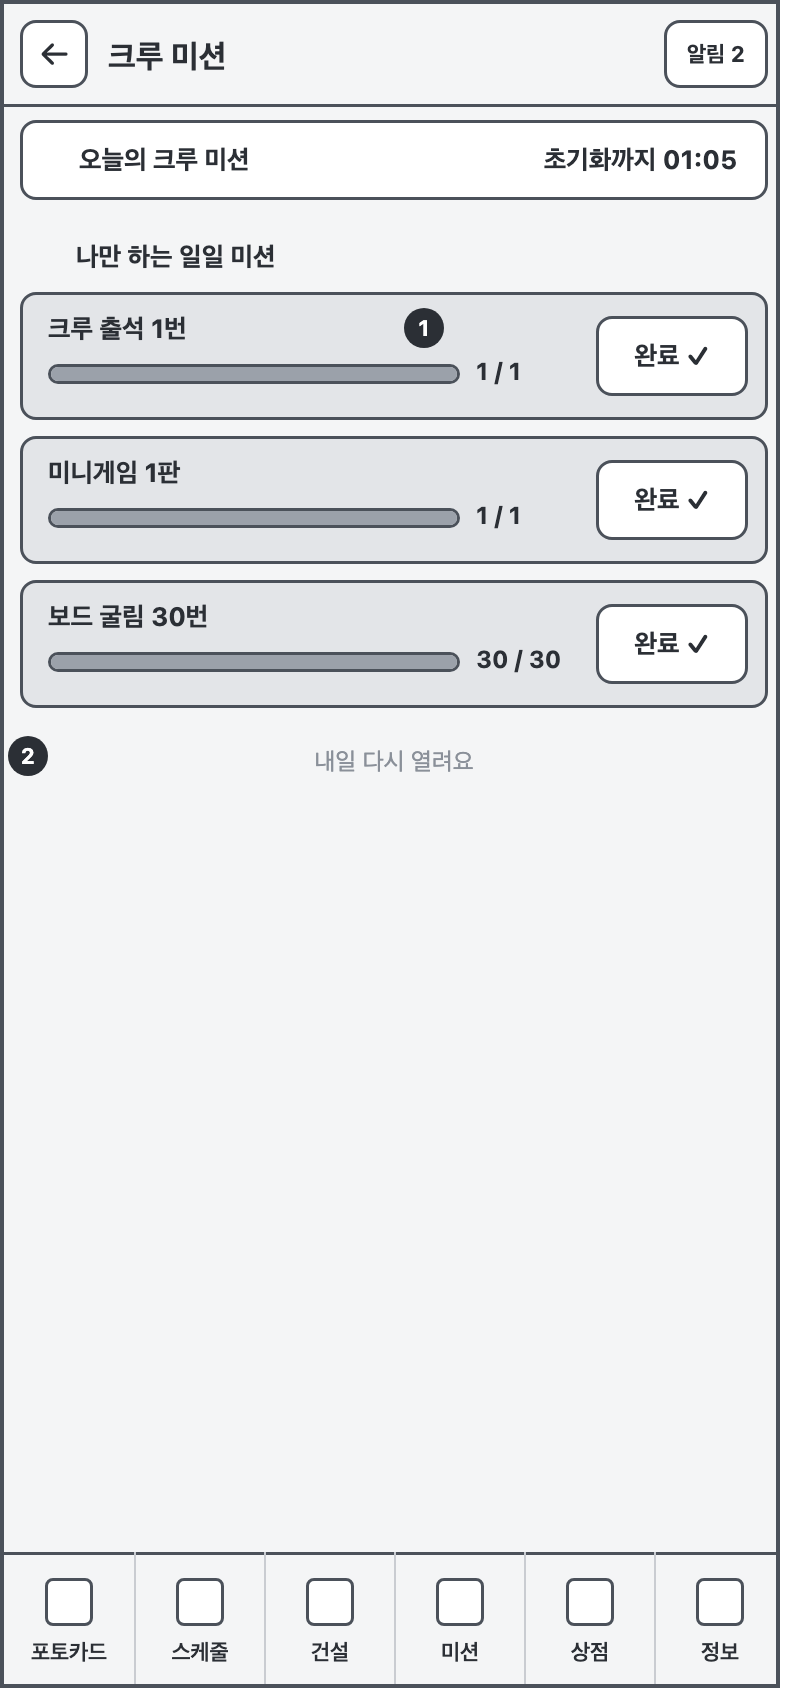 크루 미션
알림 2
오늘의 크루 미션
초기화까지 01:05
나만 하는 일일 미션
크루 출석 1번
1
1 / 1
완료 ✓
미니게임 1판
1 / 1
완료 ✓
보드 굴림 30번
30 / 30
완료 ✓
2
내일 다시 열려요
포토카드
스케줄
건설
미션
상점
정보